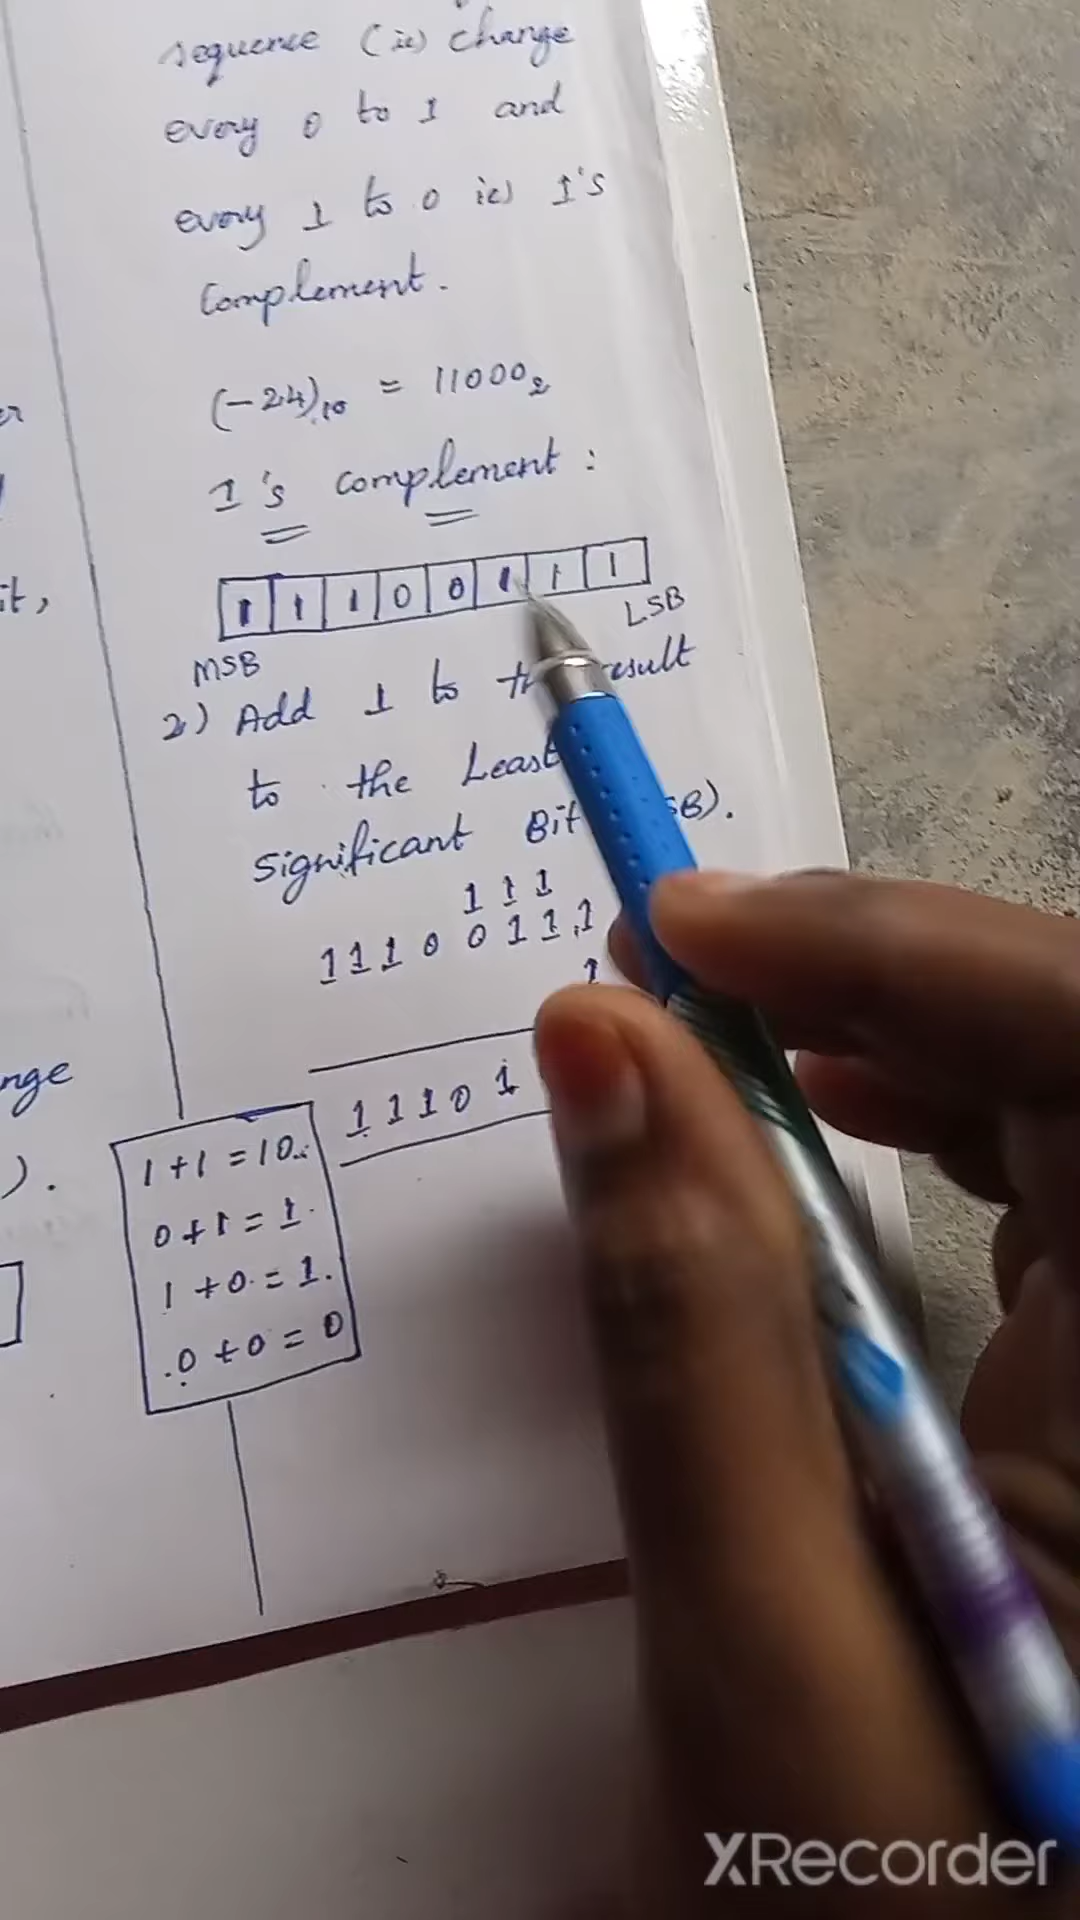 sequence (ie) change
every 0 to 1 and
every 1 to 0 ie) 1's
complement.
(-24)₁₀ = 11000₂
1's complement:
1 1 1 0 0 1 1 1
MSB LSB
2) Add 1 to the result
to the Least
Significant Bit SB).
1 1 1
1 1 1 0 0 1 1 1
1
1 1 1 0 1
nge
).
it,
1+1 = 10.
0+1 = 1.
1+0 = 1.
0+0 = 0
XRecorder